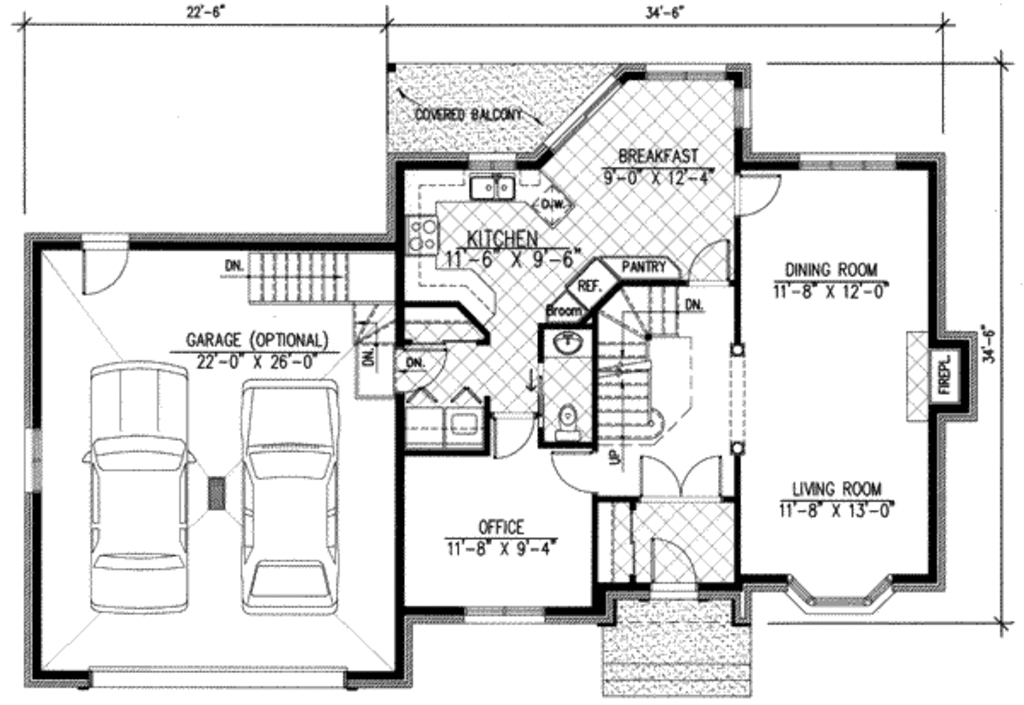 22'-6"
34'-6"
COVERED BALCONY
BREAKFAST
9'-0" X 12'-4"
D.W.
KITCHEN
11'-6" X 9'-6"
PANTRY
REF.
Broom
DN.
DN.
DINING ROOM
11'-8" X 12'-0"
GARAGE (OPTIONAL)
22'-0" X 26'-0"
DN.
DN.
FIREPL.
34'-6"
UP
LIVING ROOM
11'-8" X 13'-0"
OFFICE
11'-8" X 9'-4"